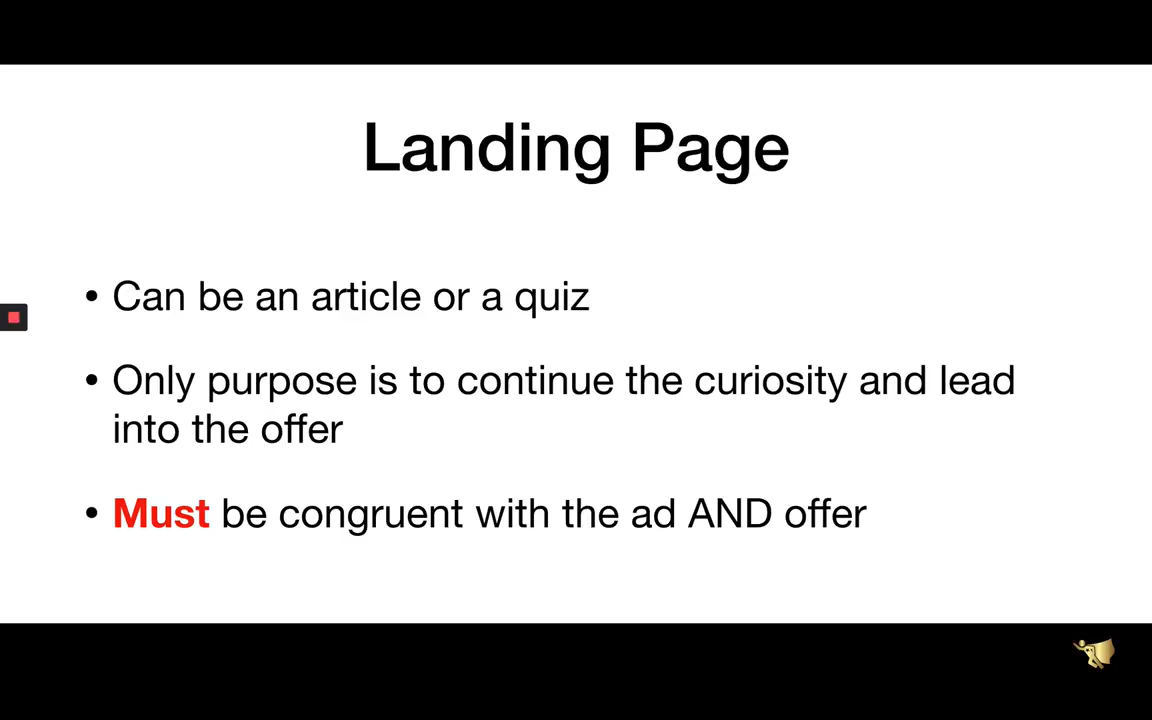 Landing Page
• Can be an article or a quiz
• Only purpose is to continue the curiosity and lead
into the offer
• Must be congruent with the ad AND offer